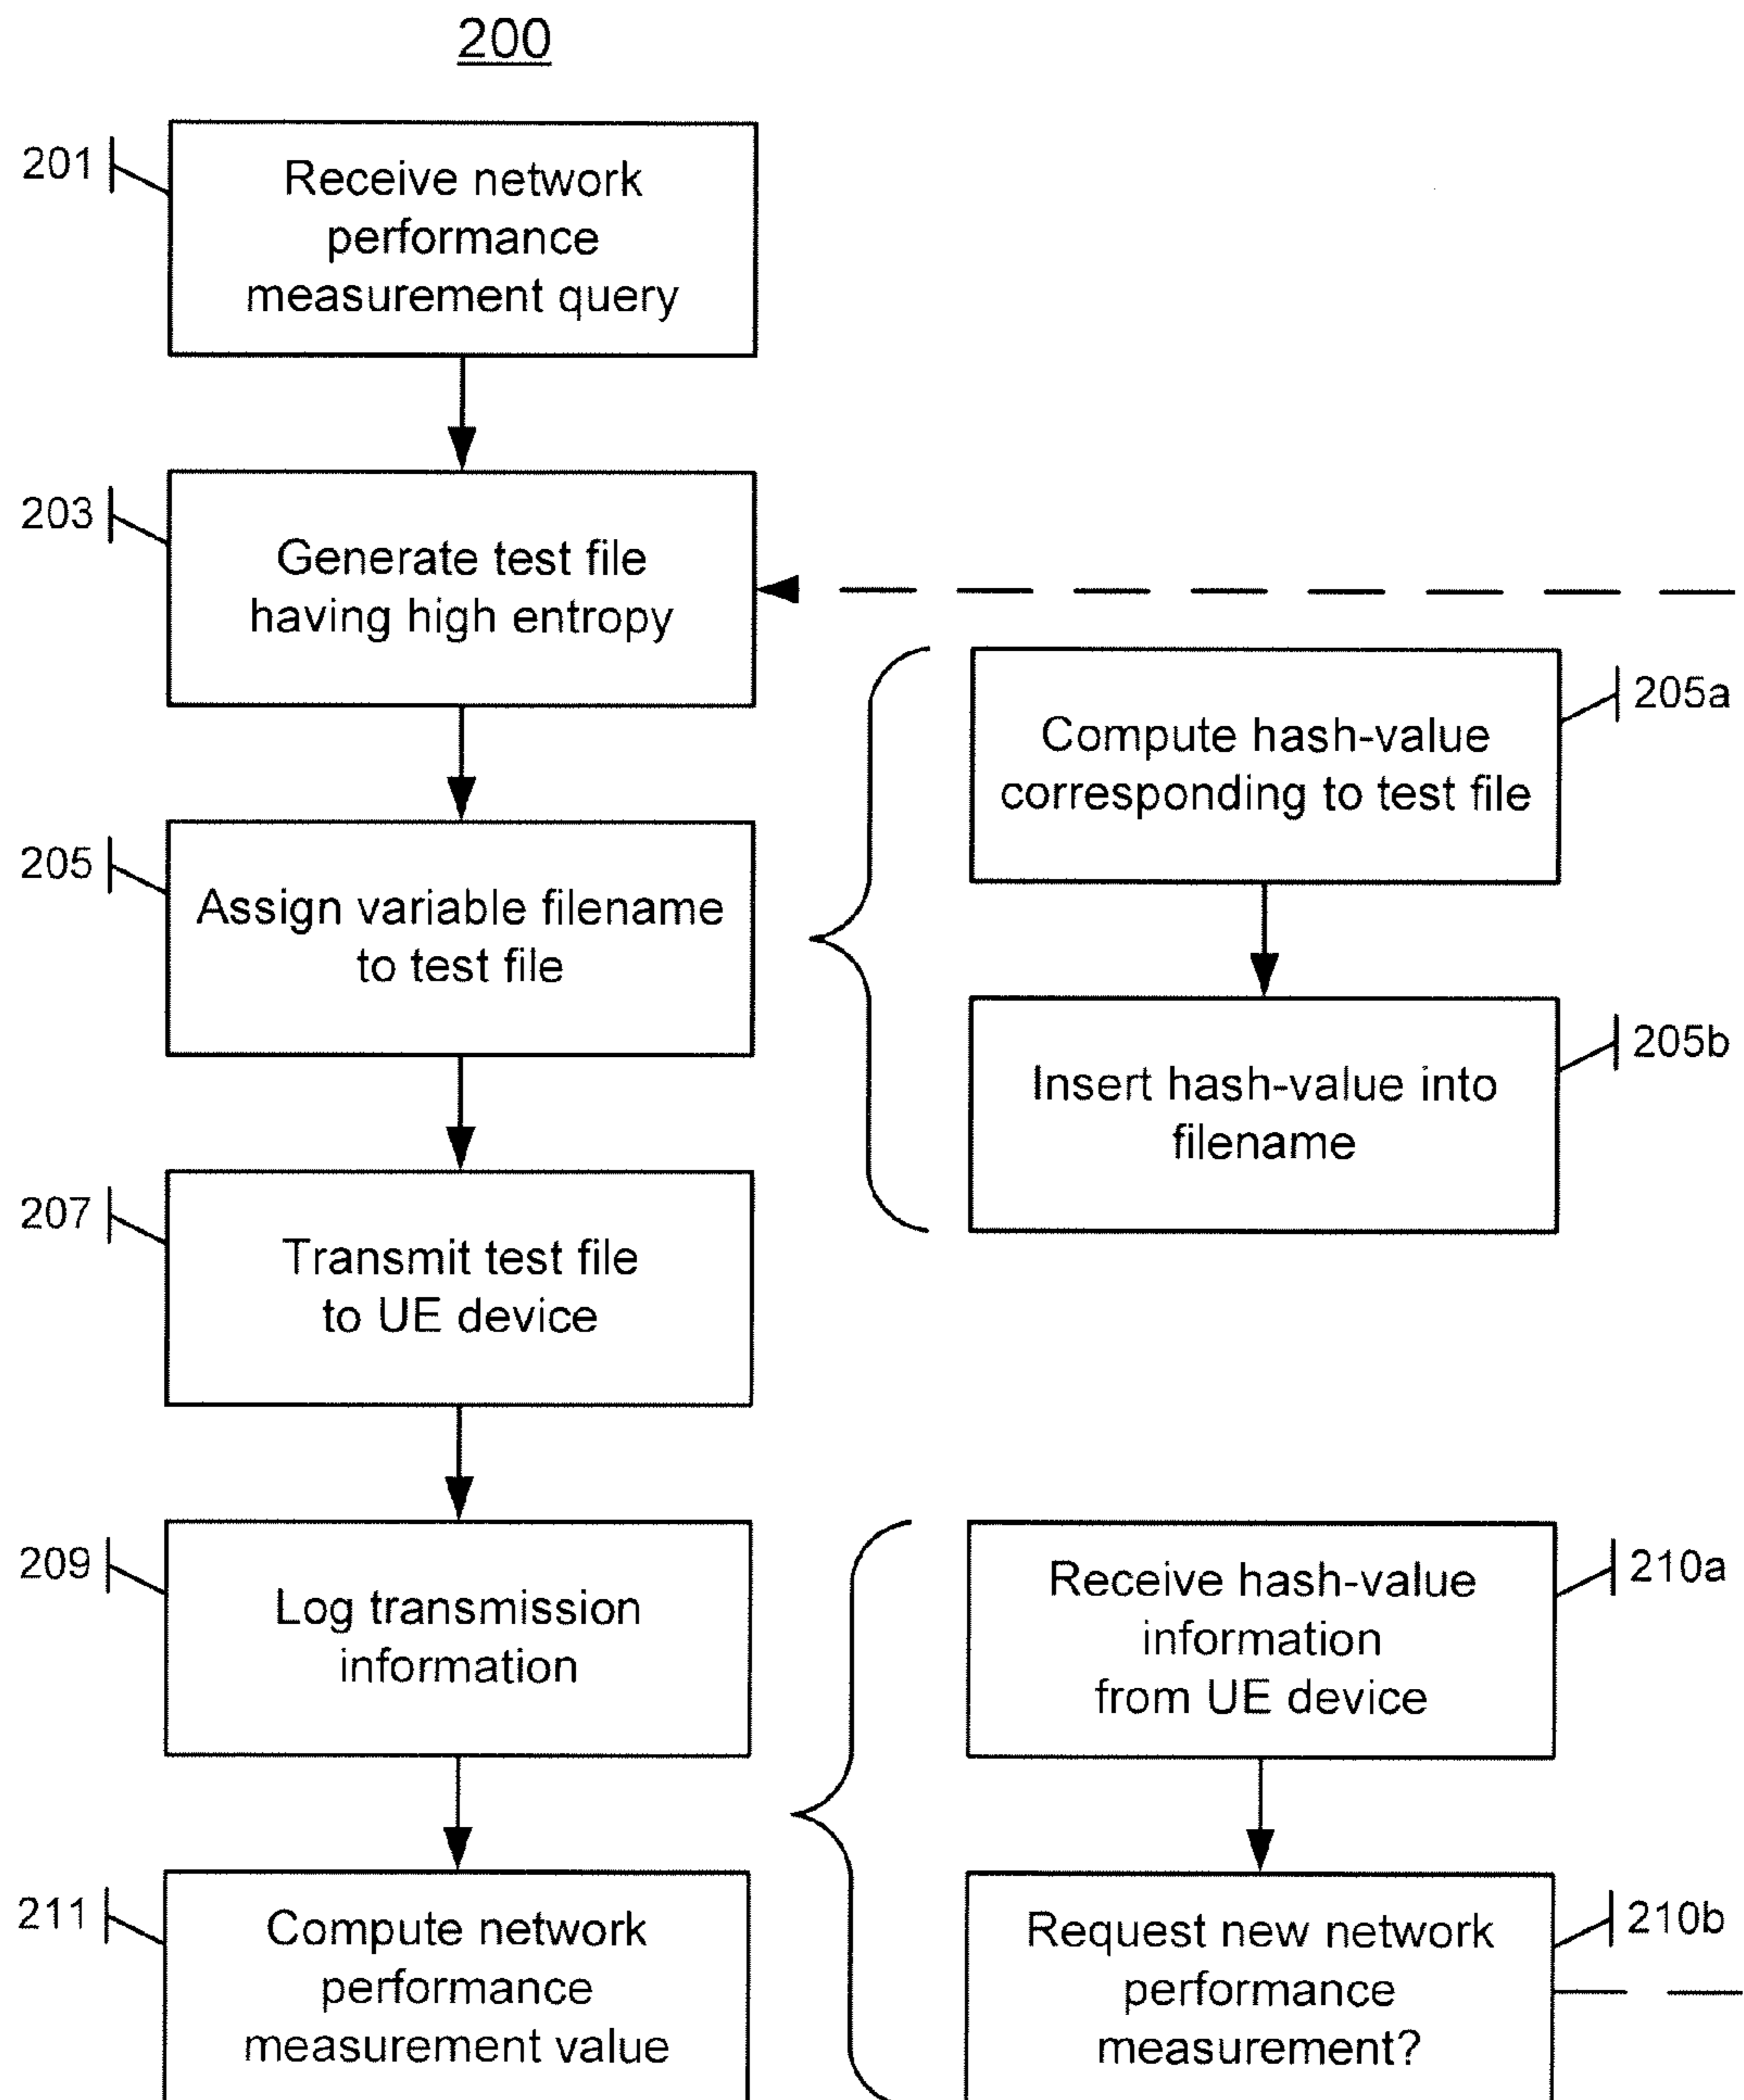 200
201
Receive network
performance
measurement query
203
Generate test file
having high entropy
205
Assign variable filename
to test file
205a
Compute hash-value
corresponding to test file
205b
Insert hash-value into
filename
207
Transmit test file
to UE device
209
Log transmission
information
210a
Receive hash-value
information
from UE device
211
Compute network
performance
measurement value
210b
Request new network
performance
measurement?